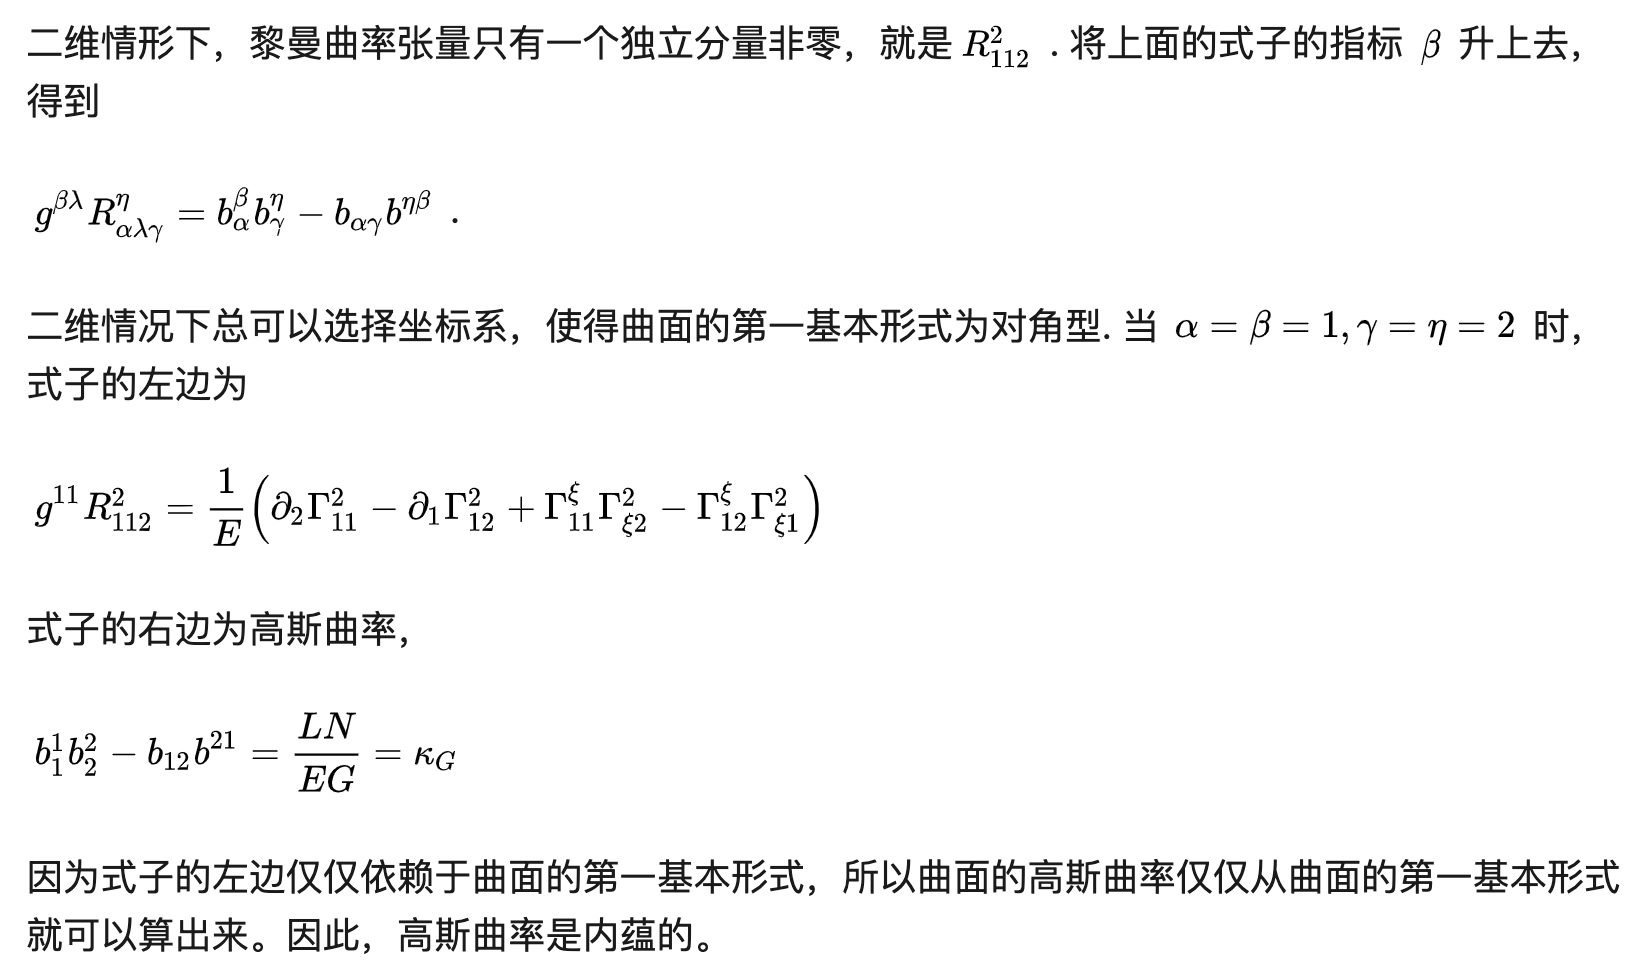 二维情形下，黎曼曲率张量只有一个独立分量非零，就是 $R^2_{112}$ . 将上面的式子的指标 $\beta$ 升上去，
得到
$g^{\beta\lambda} R^{\eta}_{\alpha\lambda\gamma} = b^{\beta}_{\alpha} b^{\eta}_{\gamma} - b_{\alpha\gamma} b^{\eta\beta}$ .
二维情况下总可以选择坐标系，使得曲面的第一基本形式为对角型. 当 $\alpha = \beta = 1, \gamma = \eta = 2$ 时，
式子的左边为
$g^{11} R^2_{112} = \frac{1}{E} \left( \partial_2 \Gamma^2_{11} - \partial_1 \Gamma^2_{12} + \Gamma^{\xi}_{11} \Gamma^2_{\xi 2} - \Gamma^{\xi}_{12} \Gamma^2_{\xi 1} \right)$
式子的右边为高斯曲率，
$b^1_1 b^2_2 - b_{12} b^{21} = \frac{LN}{EG} = \kappa_G$
因为式子的左边仅仅依赖于曲面的第一基本形式，所以曲面的高斯曲率仅仅从曲面的第一基本形式
就可以算出来。因此，高斯曲率是内蕴的。